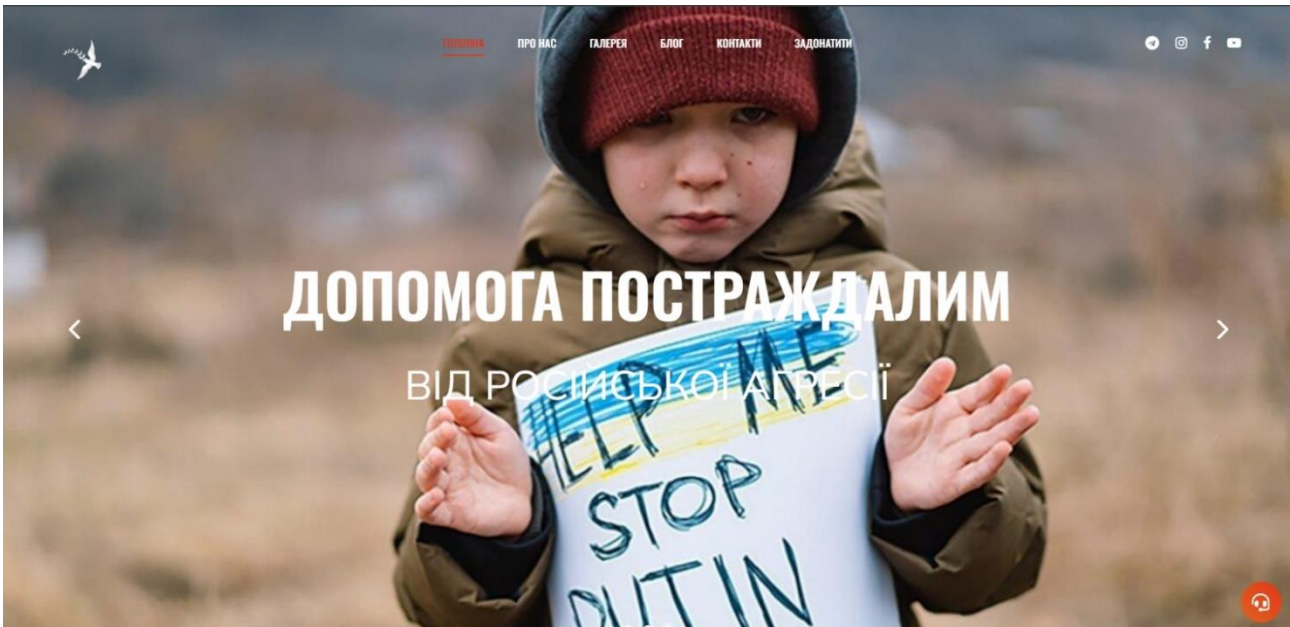 ГОЛОВНА ПРО НАС ГАЛЕРЕЯ БЛОГ КОНТАКТИ ЗАДОНАТИТИ
ДОПОМОГА ПОСТРАЖДАЛИМ
ВІД РОСІЙСЬКОЇ АГРЕСІЇ
HELP ME
STOP
PUTIN